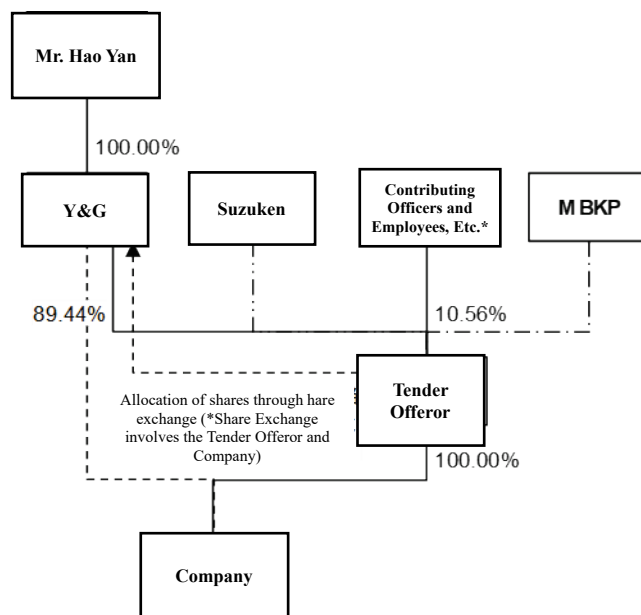 Mr. Hao Yan
100.00%
Y&G
Suzuken
Contributing
Officers and
Employees, Etc.*
MBKP
89.44%
10.56%
Allocation of shares through hare
exchange (*Share Exchange
involves the Tender Offeror and
Company)
Tender
Offeror
100.00%
Company